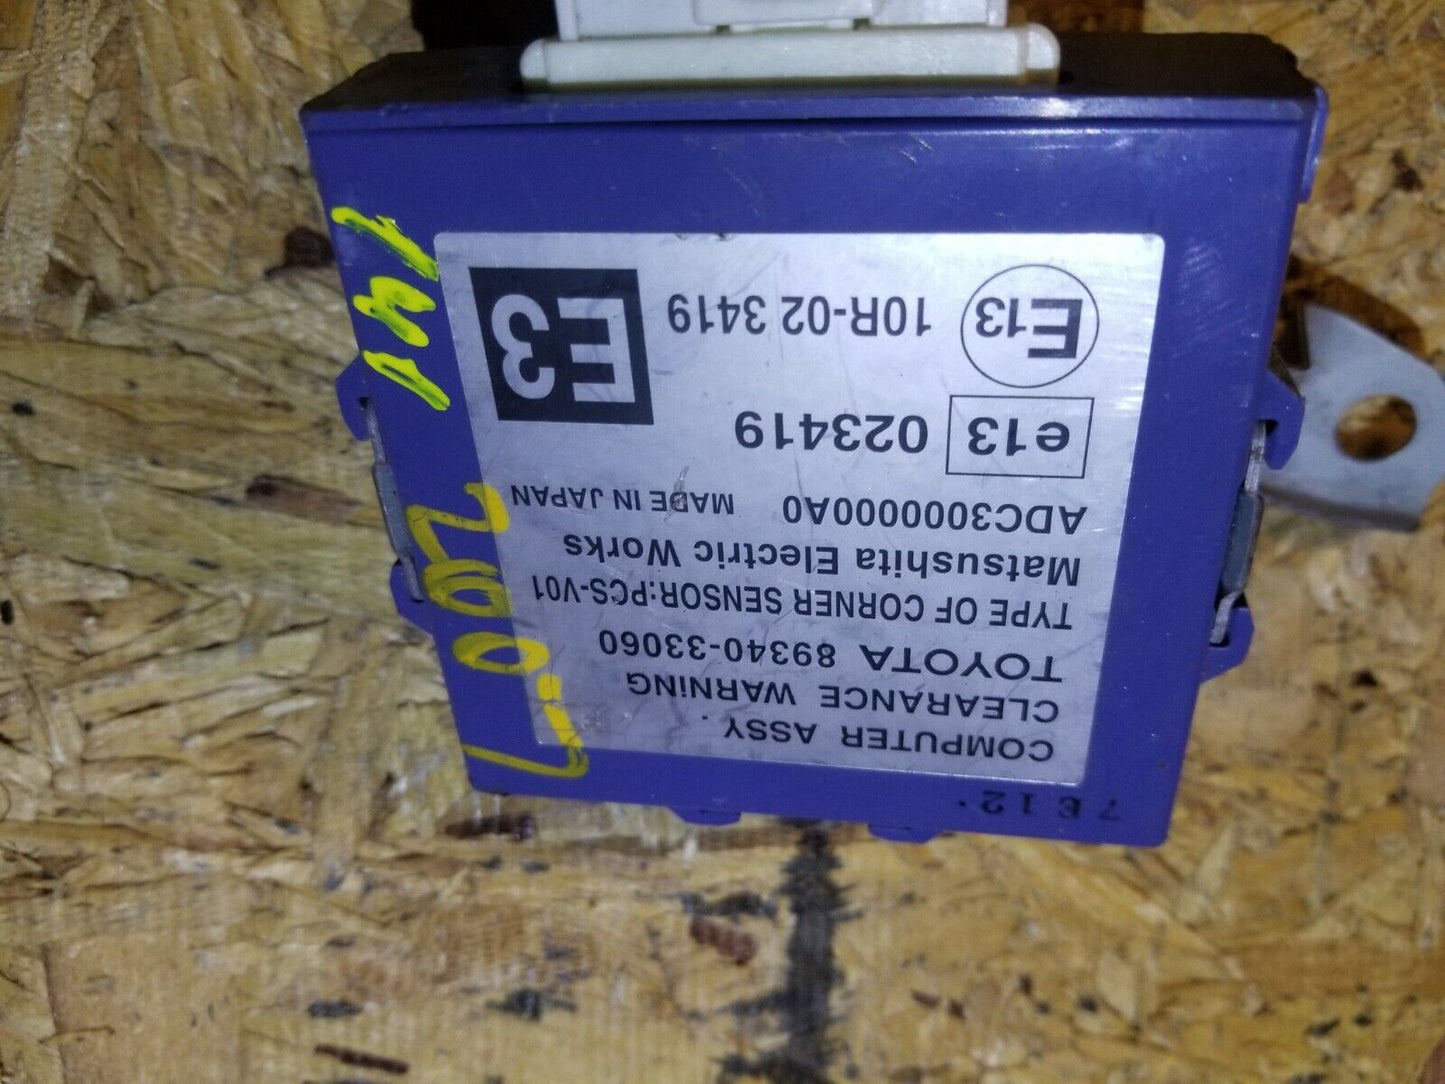 7E12
COMPUTER ASSY.
CLEARANCE WARNING
TOYOTA 89340-33060
TYPE OF CORNER SENSOR:PCS-V01
Matsushita Electric Works
ADC300000A0 MADE IN JAPAN
e13 023419
E13 10R-02 3419
E3
2007